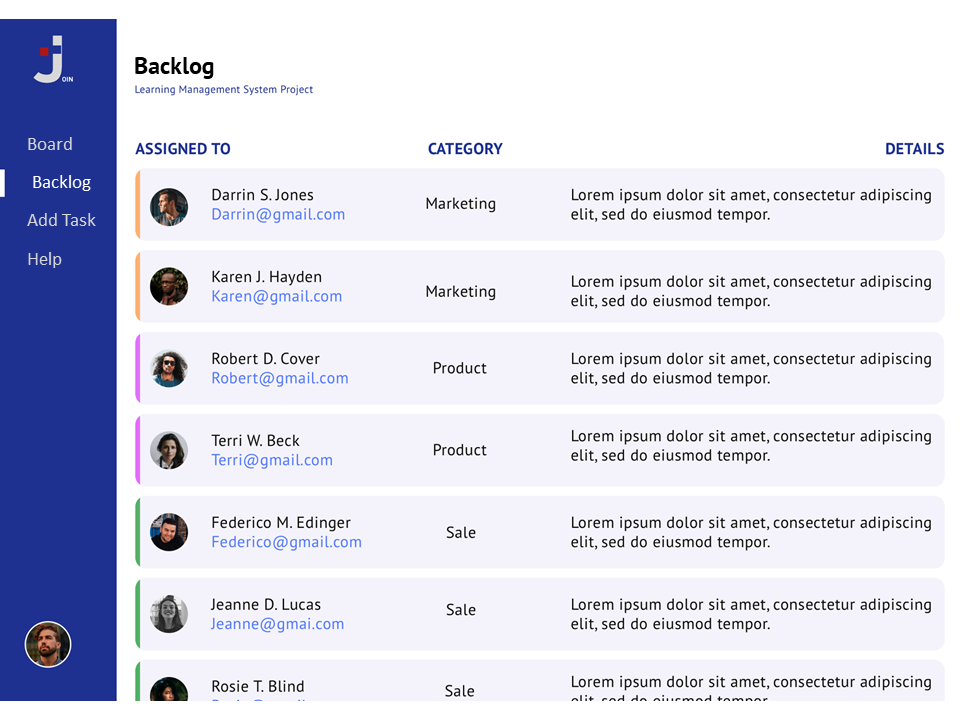 OIN
Board
Backlog
Add Task
Help
Backlog
Learning Management System Project
ASSIGNED TO CATEGORY DETAILS
Darrin S. Jones
Darrin@gmail.com
Marketing
Lorem ipsum dolor sit amet, consectetur adipiscing
elit, sed do eiusmod tempor.
Karen J. Hayden
Karen@gmail.com
Marketing
Lorem ipsum dolor sit amet, consectetur adipiscing
elit, sed do eiusmod tempor.
Robert D. Cover
Robert@gmail.com
Product
Lorem ipsum dolor sit amet, consectetur adipiscing
elit, sed do eiusmod tempor.
Terri W. Beck
Terri@gmail.com
Product
Lorem ipsum dolor sit amet, consectetur adipiscing
elit, sed do eiusmod tempor.
Federico M. Edinger
Federico@gmail.com
Sale
Lorem ipsum dolor sit amet, consectetur adipiscing
elit, sed do eiusmod tempor.
Jeanne D. Lucas
Jeanne@gmai.com
Sale
Lorem ipsum dolor sit amet, consectetur adipiscing
elit, sed do eiusmod tempor.
Rosie T. Blind
Sale
Lorem ipsum dolor sit amet, consectetur adipiscing